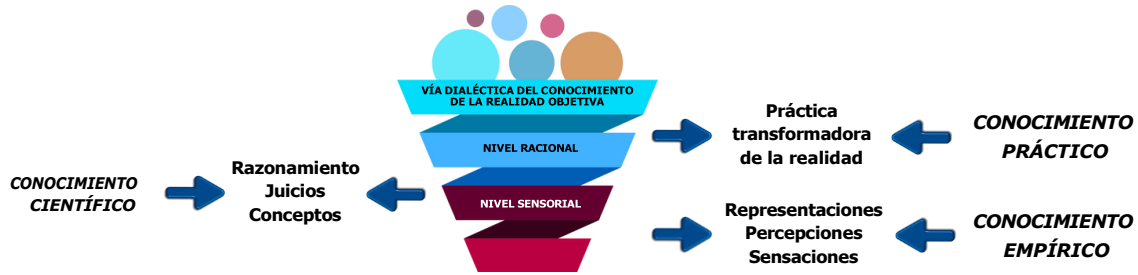 VÍA DIALÉCTICA DEL CONOCIMIENTO
DE LA REALIDAD OBJETIVA
NIVEL RACIONAL
NIVEL SENSORIAL
CONOCIMIENTO
CIENTÍFICO
Razonamiento
Juicios
Conceptos
Práctica
transformadora
de la realidad
CONOCIMIENTO
PRÁCTICO
Representaciones
Percepciones
Sensaciones
CONOCIMIENTO
EMPÍRICO